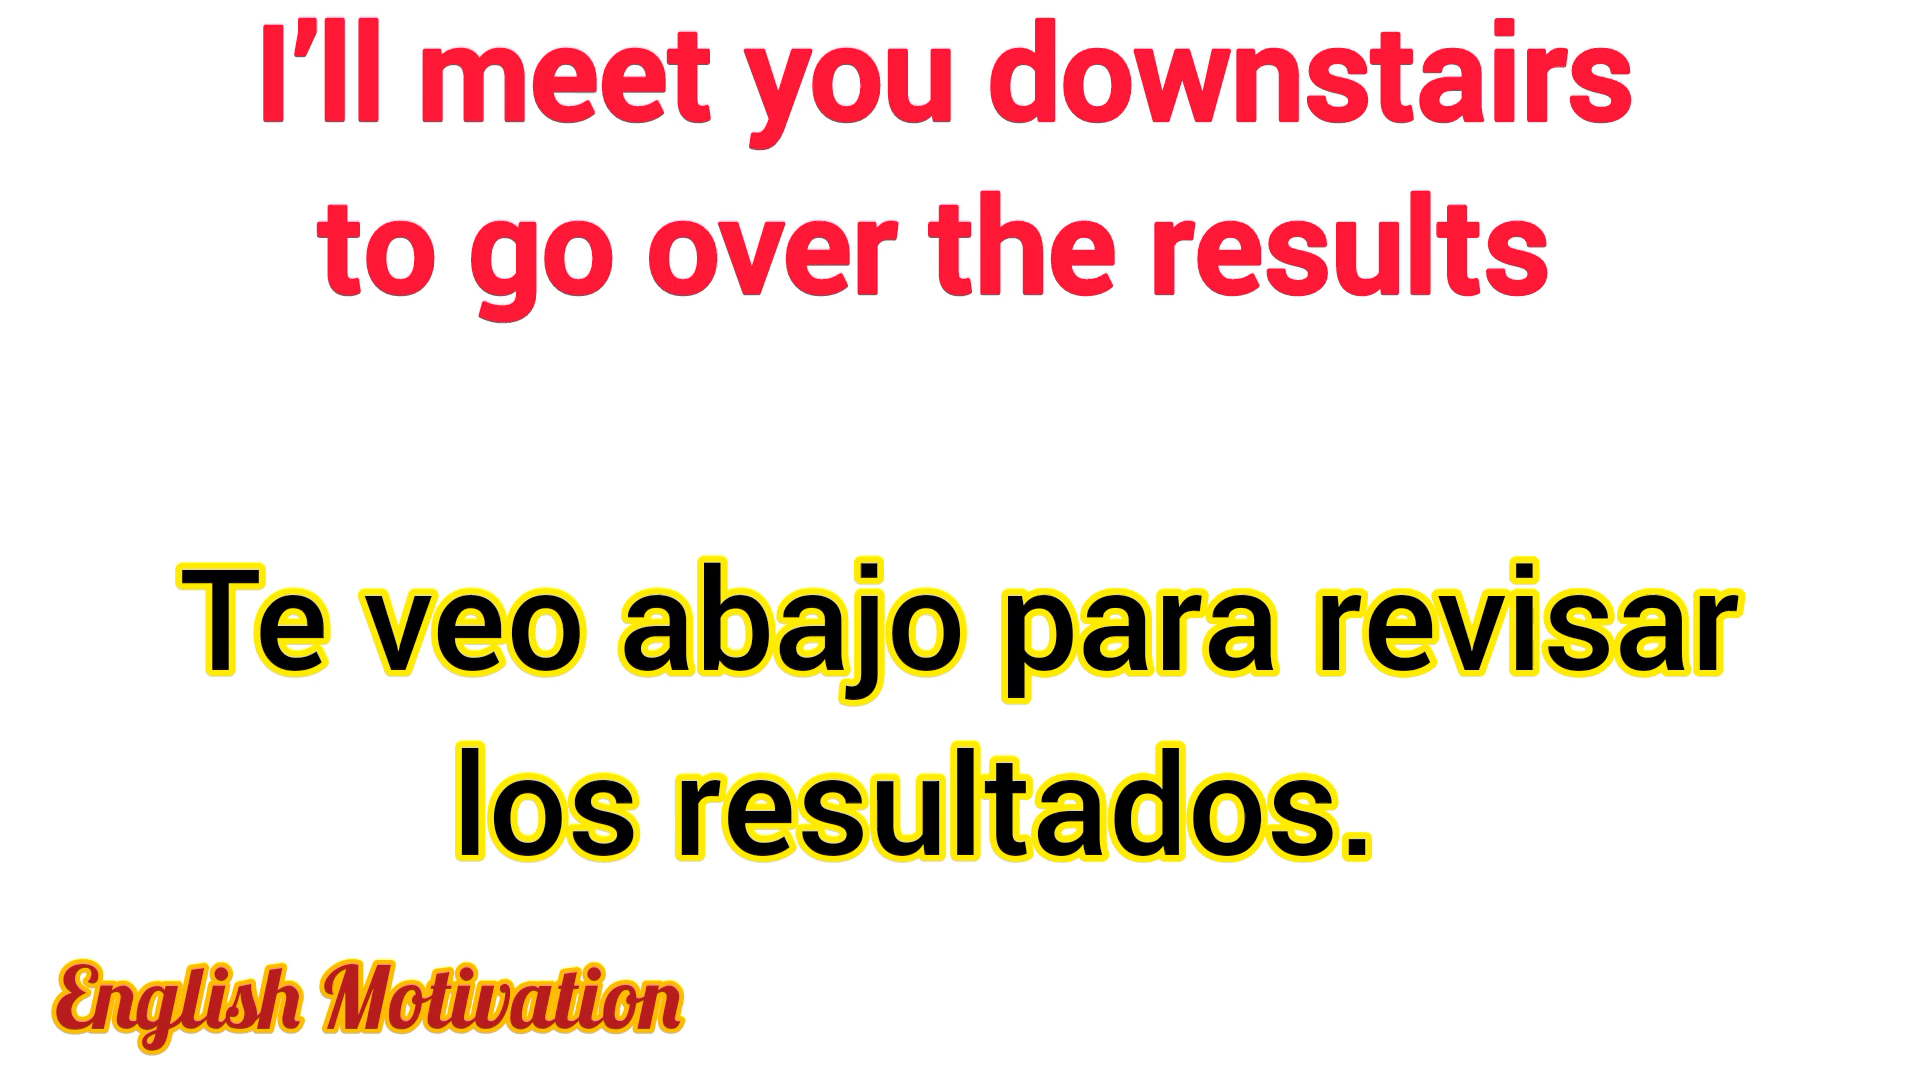 I’ll meet you downstairs
to go over the results
Te veo abajo para revisar
los resultados.
English Motivation